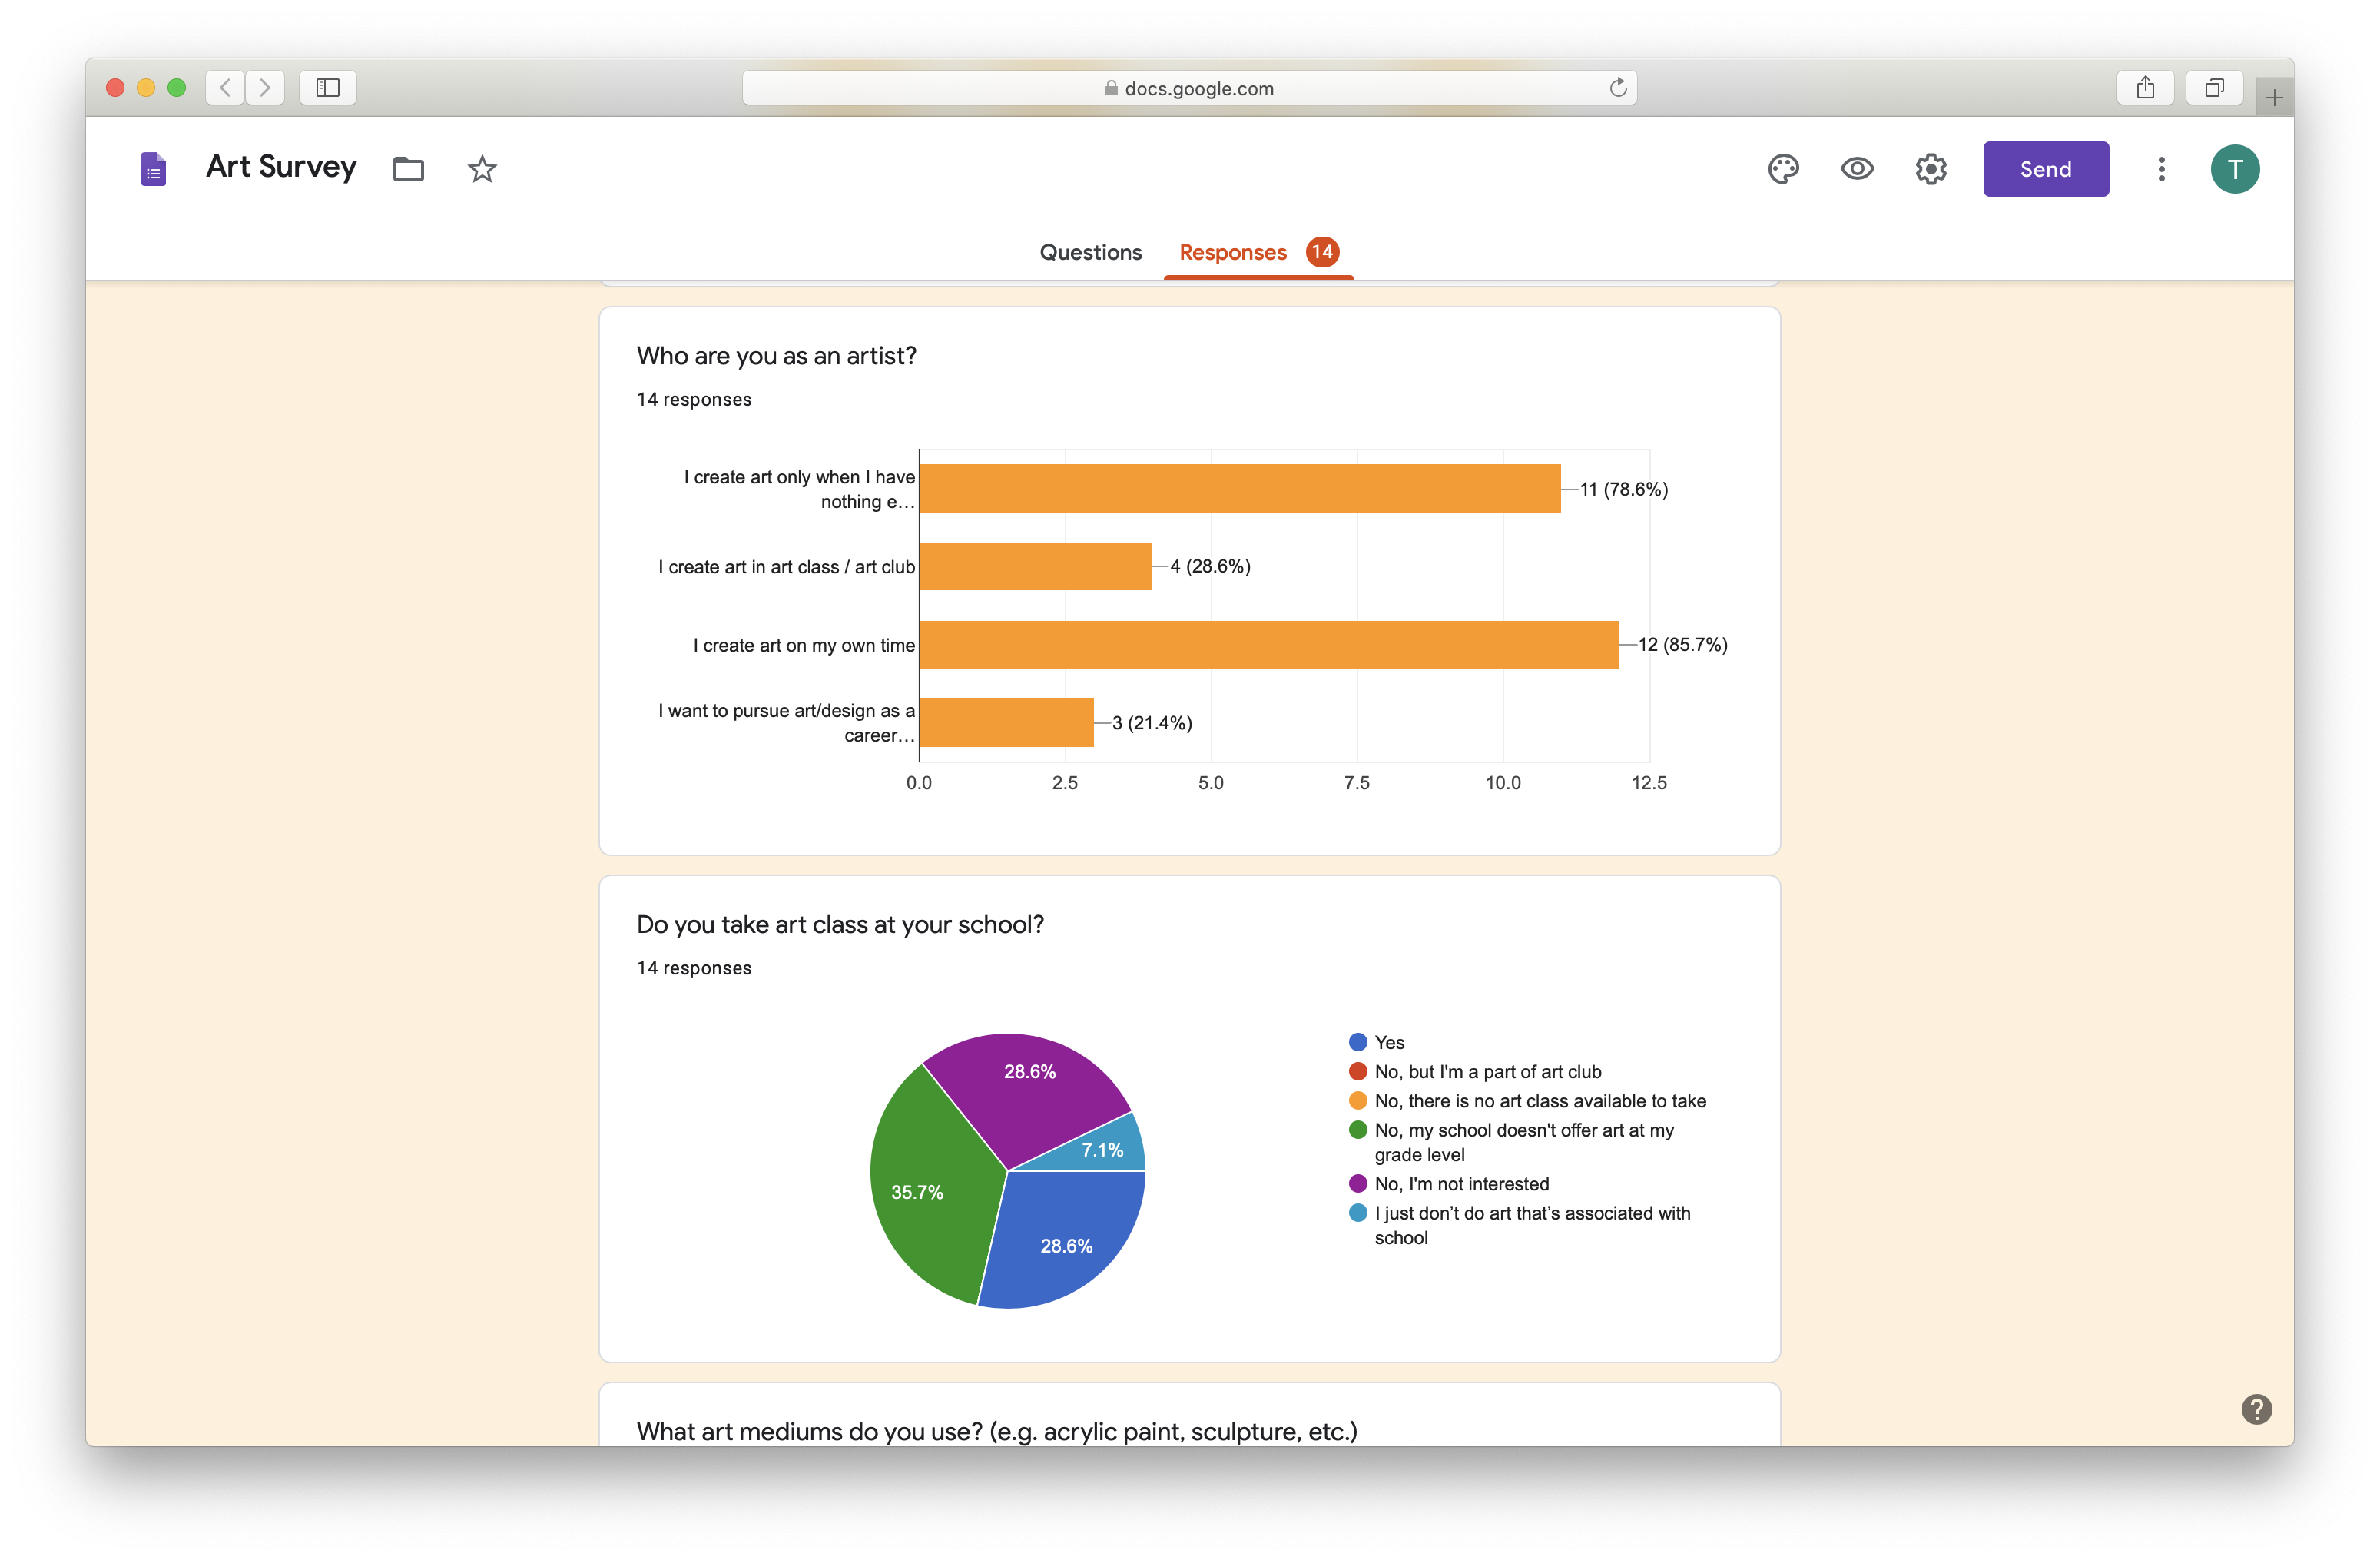 docs.google.com
Art Survey
Send
T
Questions
Responses 14
Who are you as an artist?
14 responses
I create art only when I have
nothing e...
11 (78.6%)
I create art in art class / art club
4 (28.6%)
I create art on my own time
12 (85.7%)
I want to pursue art/design as a
career...
3 (21.4%)
0.0 2.5 5.0 7.5 10.0 12.5
Do you take art class at your school?
14 responses
28.6%
7.1%
35.7%
28.6%
Yes
No, but I'm a part of art club
No, there is no art class available to take
No, my school doesn't offer art at my
grade level
No, I'm not interested
I just don’t do art that’s associated with
school
What art mediums do you use? (e.g. acrylic paint, sculpture, etc.)
?